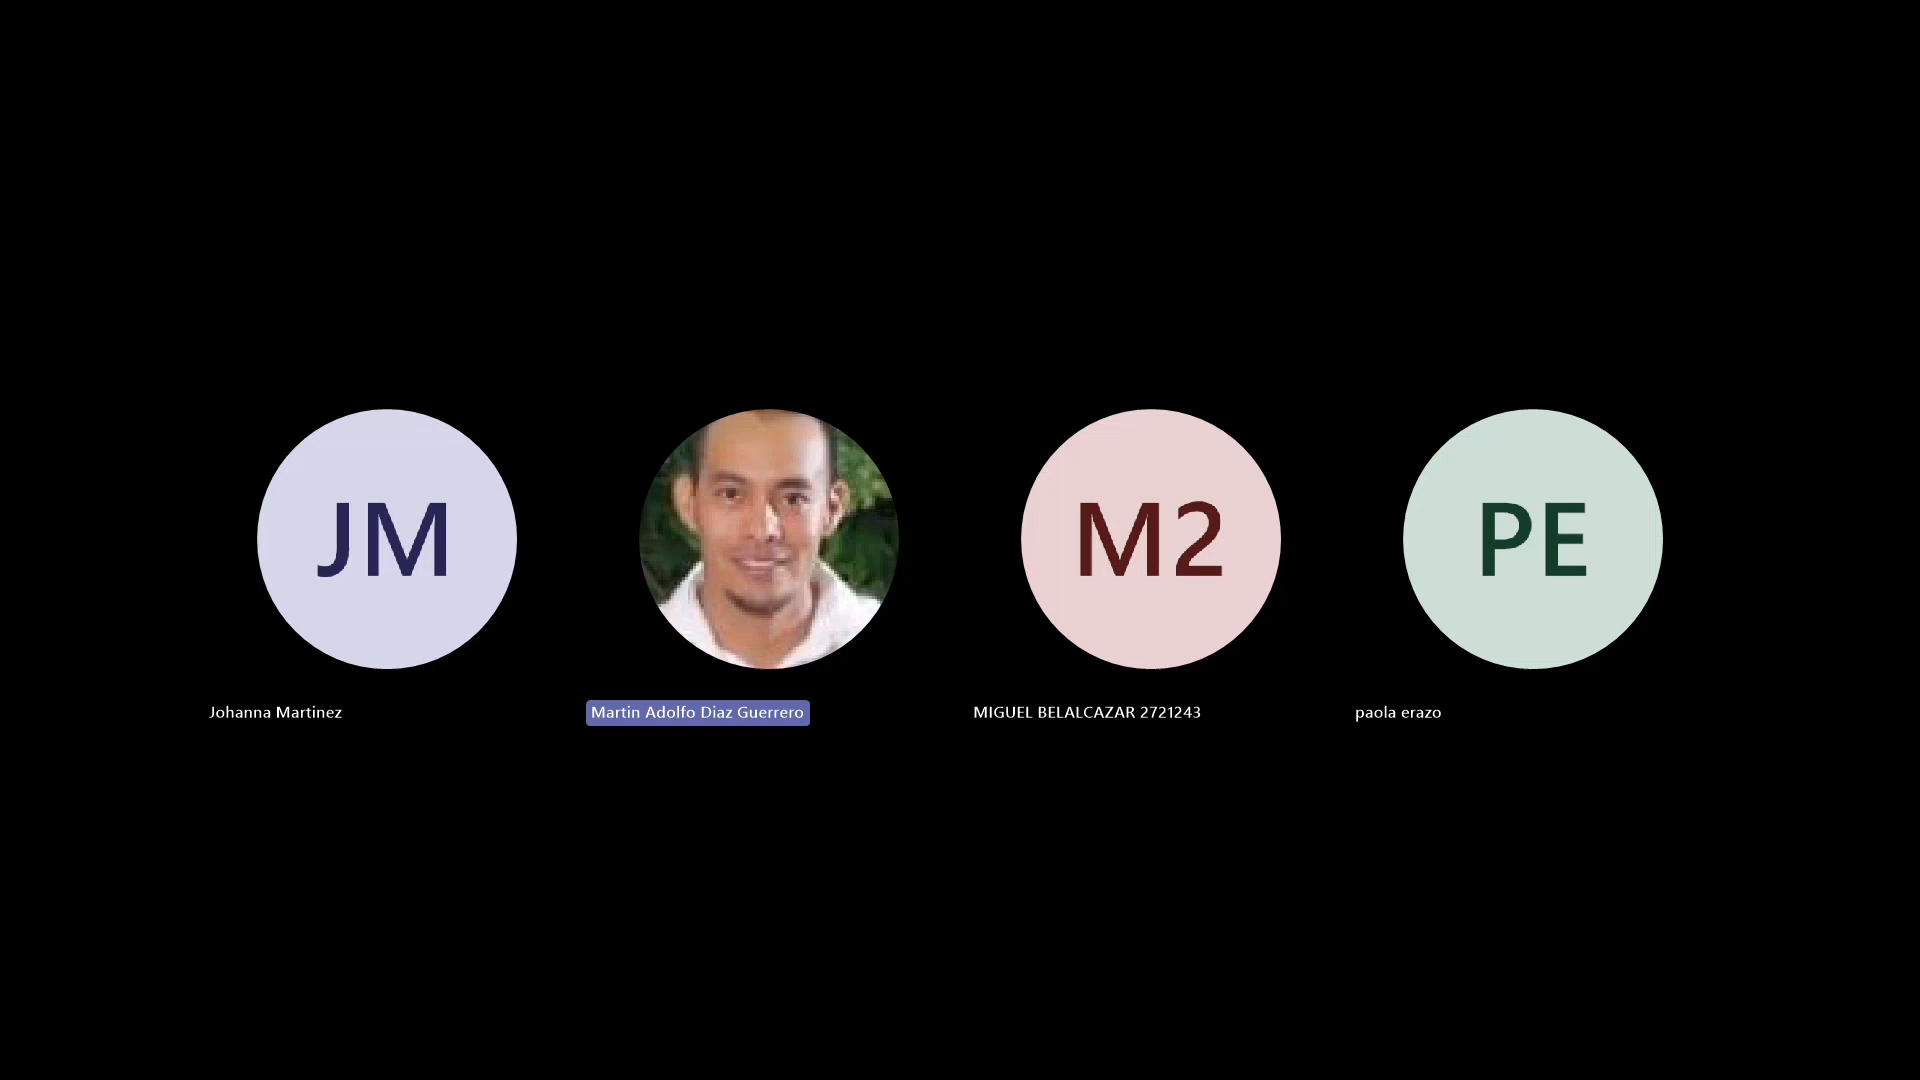 JM
M2
PE
Johanna Martinez
Martin Adolfo Diaz Guerrero
MIGUEL BELALCAZAR 2721243
paola erazo